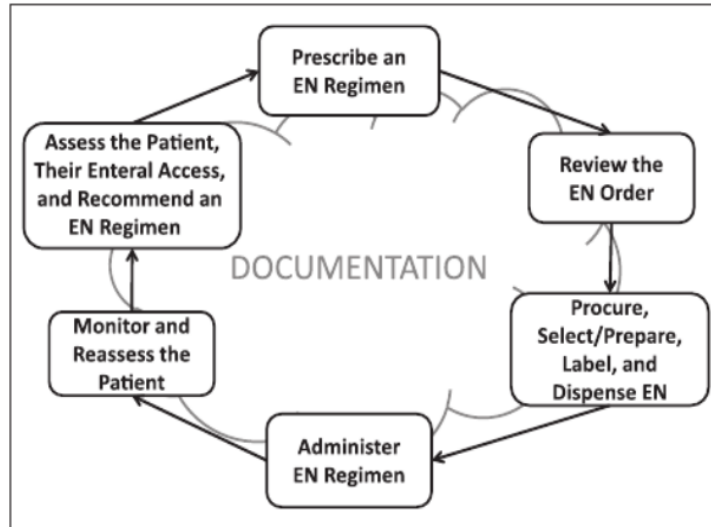 Prescribe an
EN Regimen
Review the
EN Order
Procure,
Select/Prepare,
Label, and
Dispense EN
Administer
EN Regimen
Monitor and
Reassess the
Patient
Assess the Patient,
Their Enteral Access,
and Recommend an
EN Regimen
DOCUMENTATION